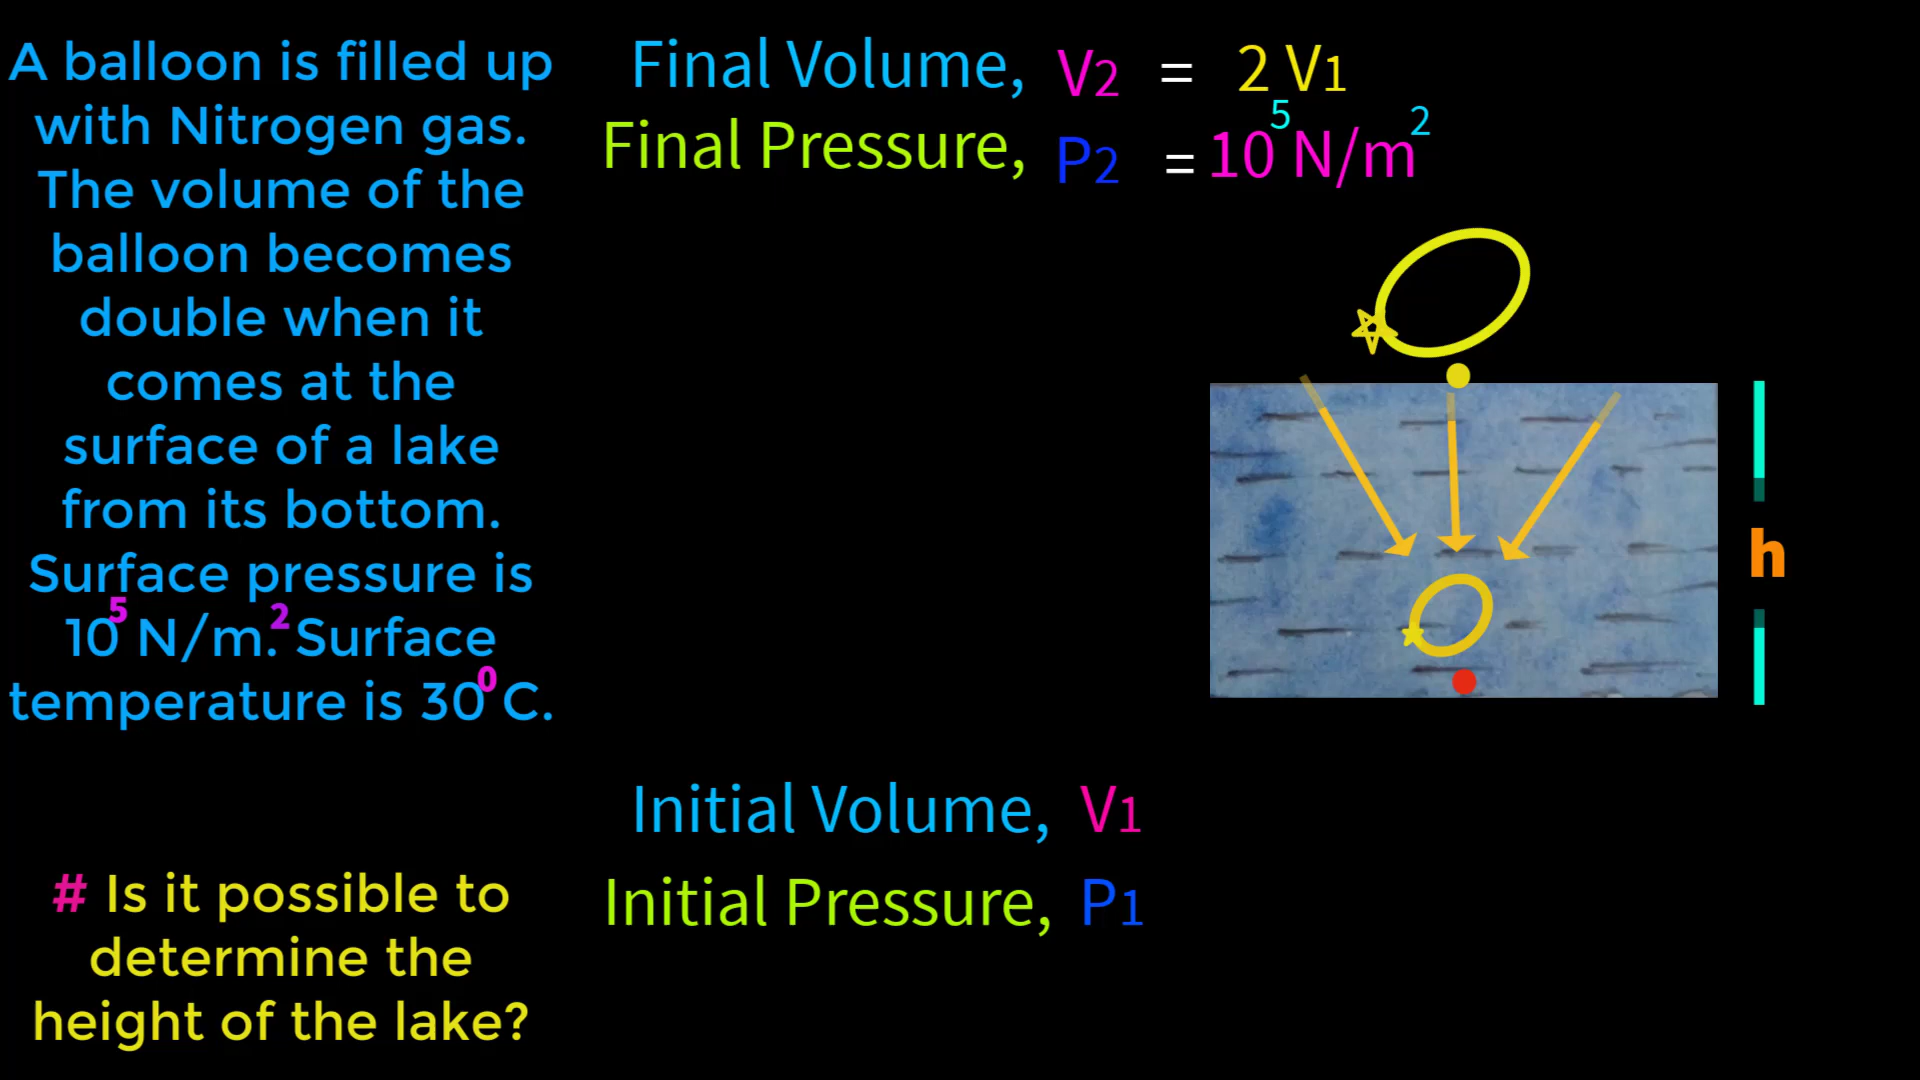 A balloon is filled up
with Nitrogen gas.
The volume of the
balloon becomes
double when it
comes at the
surface of a lake
from its bottom.
Surface pressure is
10⁵ N/m.² Surface
temperature is 30⁰ C.
# Is it possible to
determine the
height of the lake?
Final Volume, V2 = 2 V1
Final Pressure, P2 = 10⁵ N/m²
h
Initial Volume, V1
Initial Pressure, P1